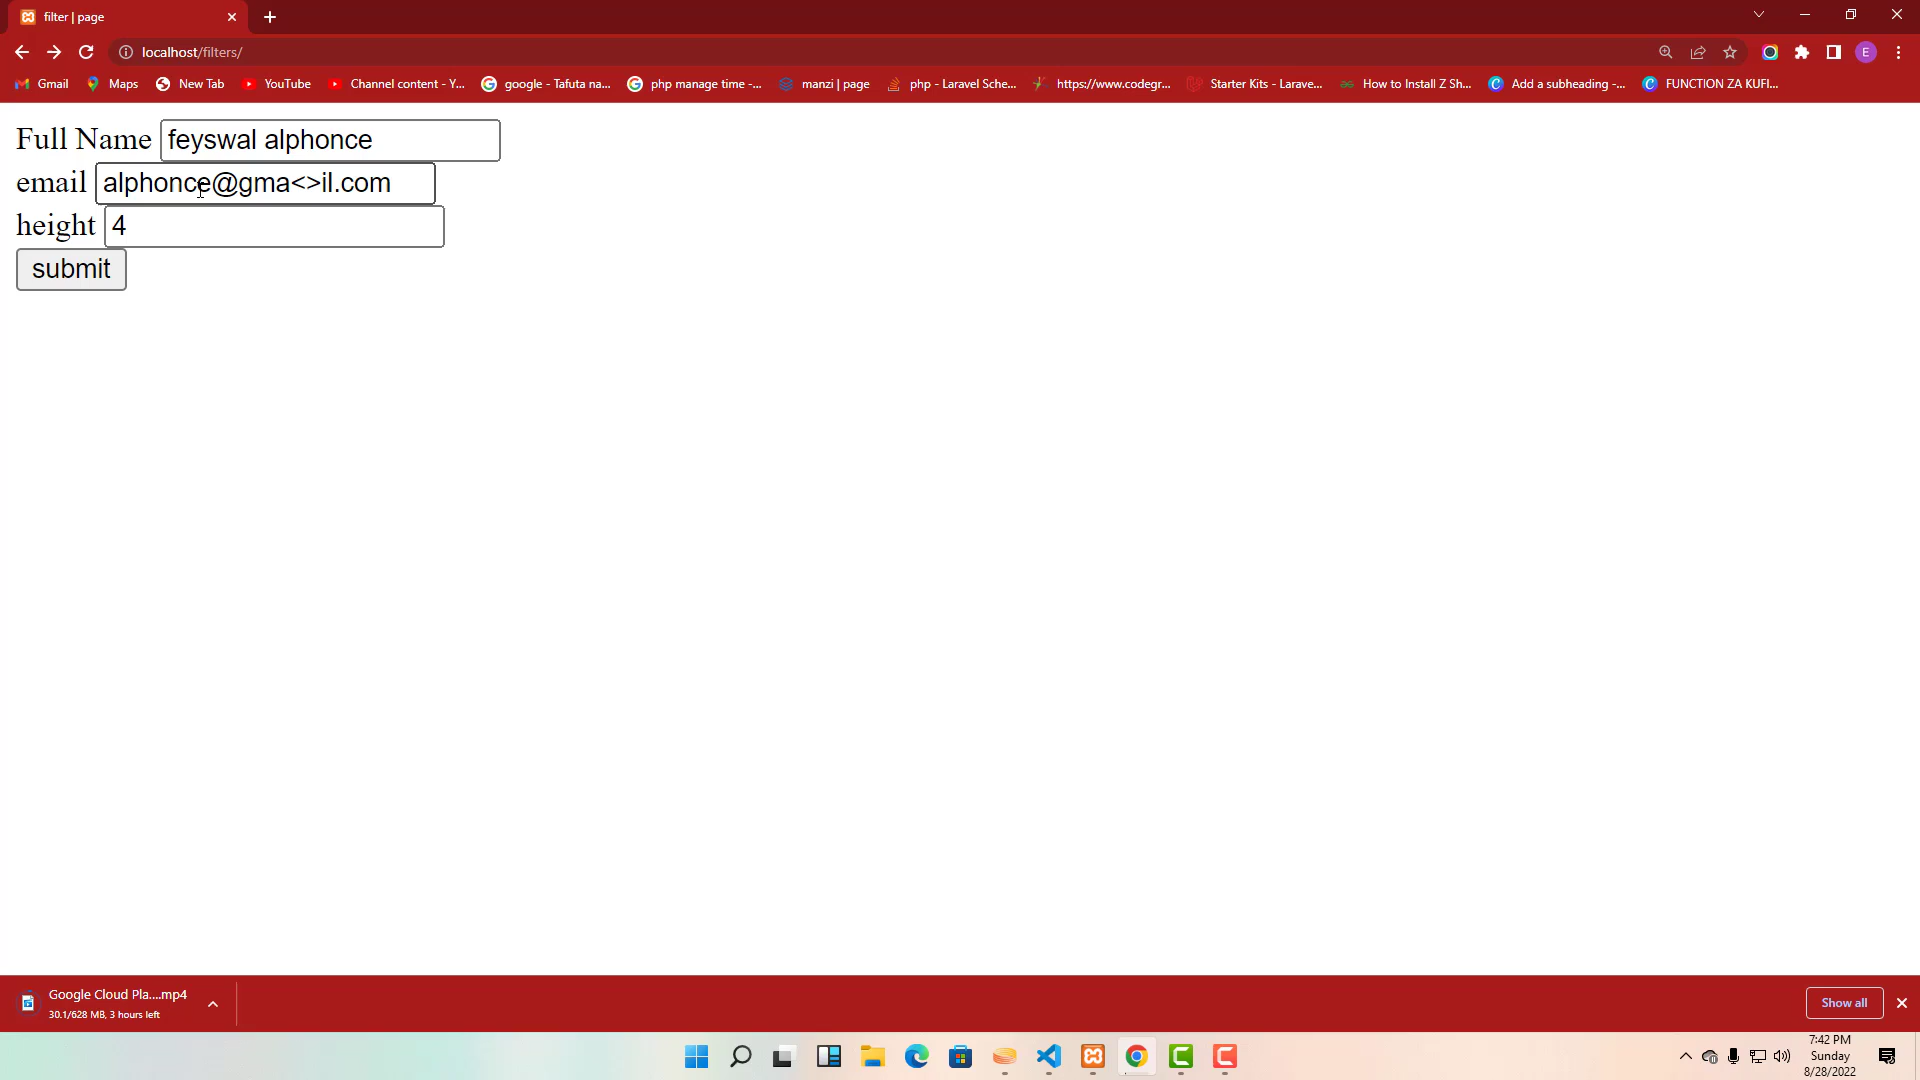 filter | page
localhost/filters/
E
Gmail
Maps
New Tab
YouTube
Channel content - Y...
google - Tafuta na...
php manage time -...
manzi | page
php - Laravel Sche...
https://www.codegr...
Starter Kits - Larave...
How to Install Z Sh...
Add a subheading -...
FUNCTION ZA KUFI...
Full Name feyswal alphonce
email alphonce@gma<>il.com
height 4
submit
Google Cloud Pla....mp4
30.1/628 MB, 3 hours left
Show all
7:42 PM
Sunday
8/28/2022